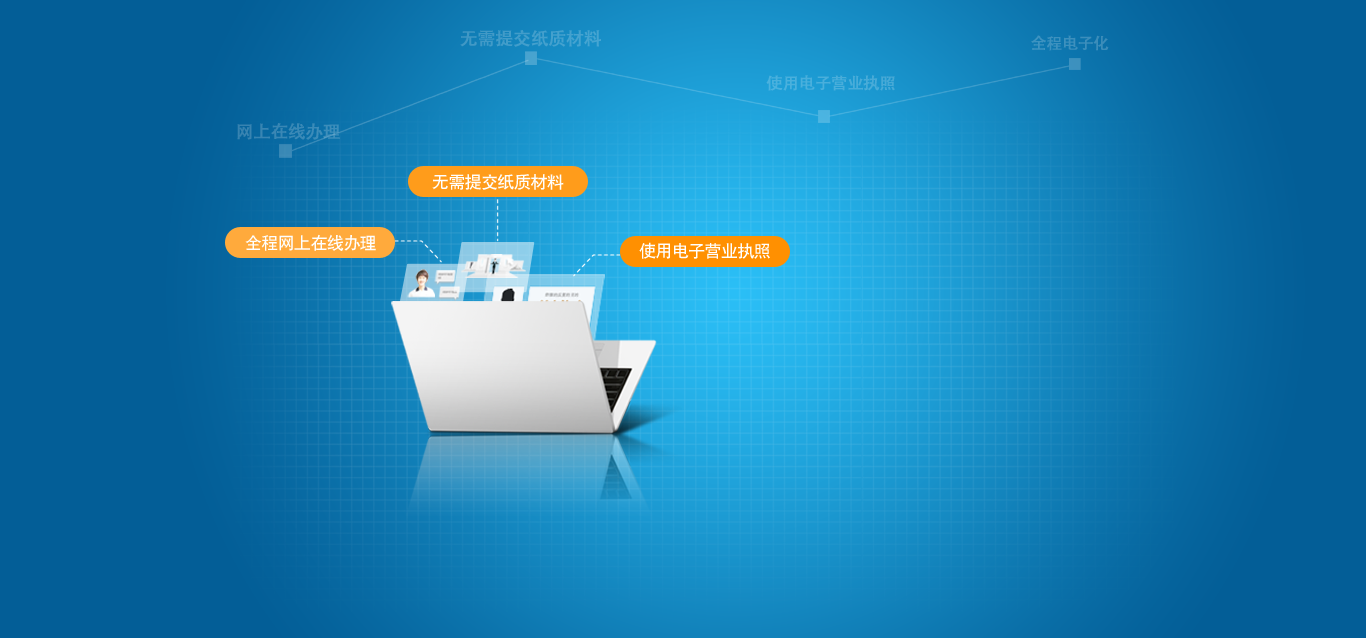 无需提交纸质材料
全程电子化
使用电子营业执照
网上在线办理
无需提交纸质材料
全程网上在线办理
使用电子营业执照